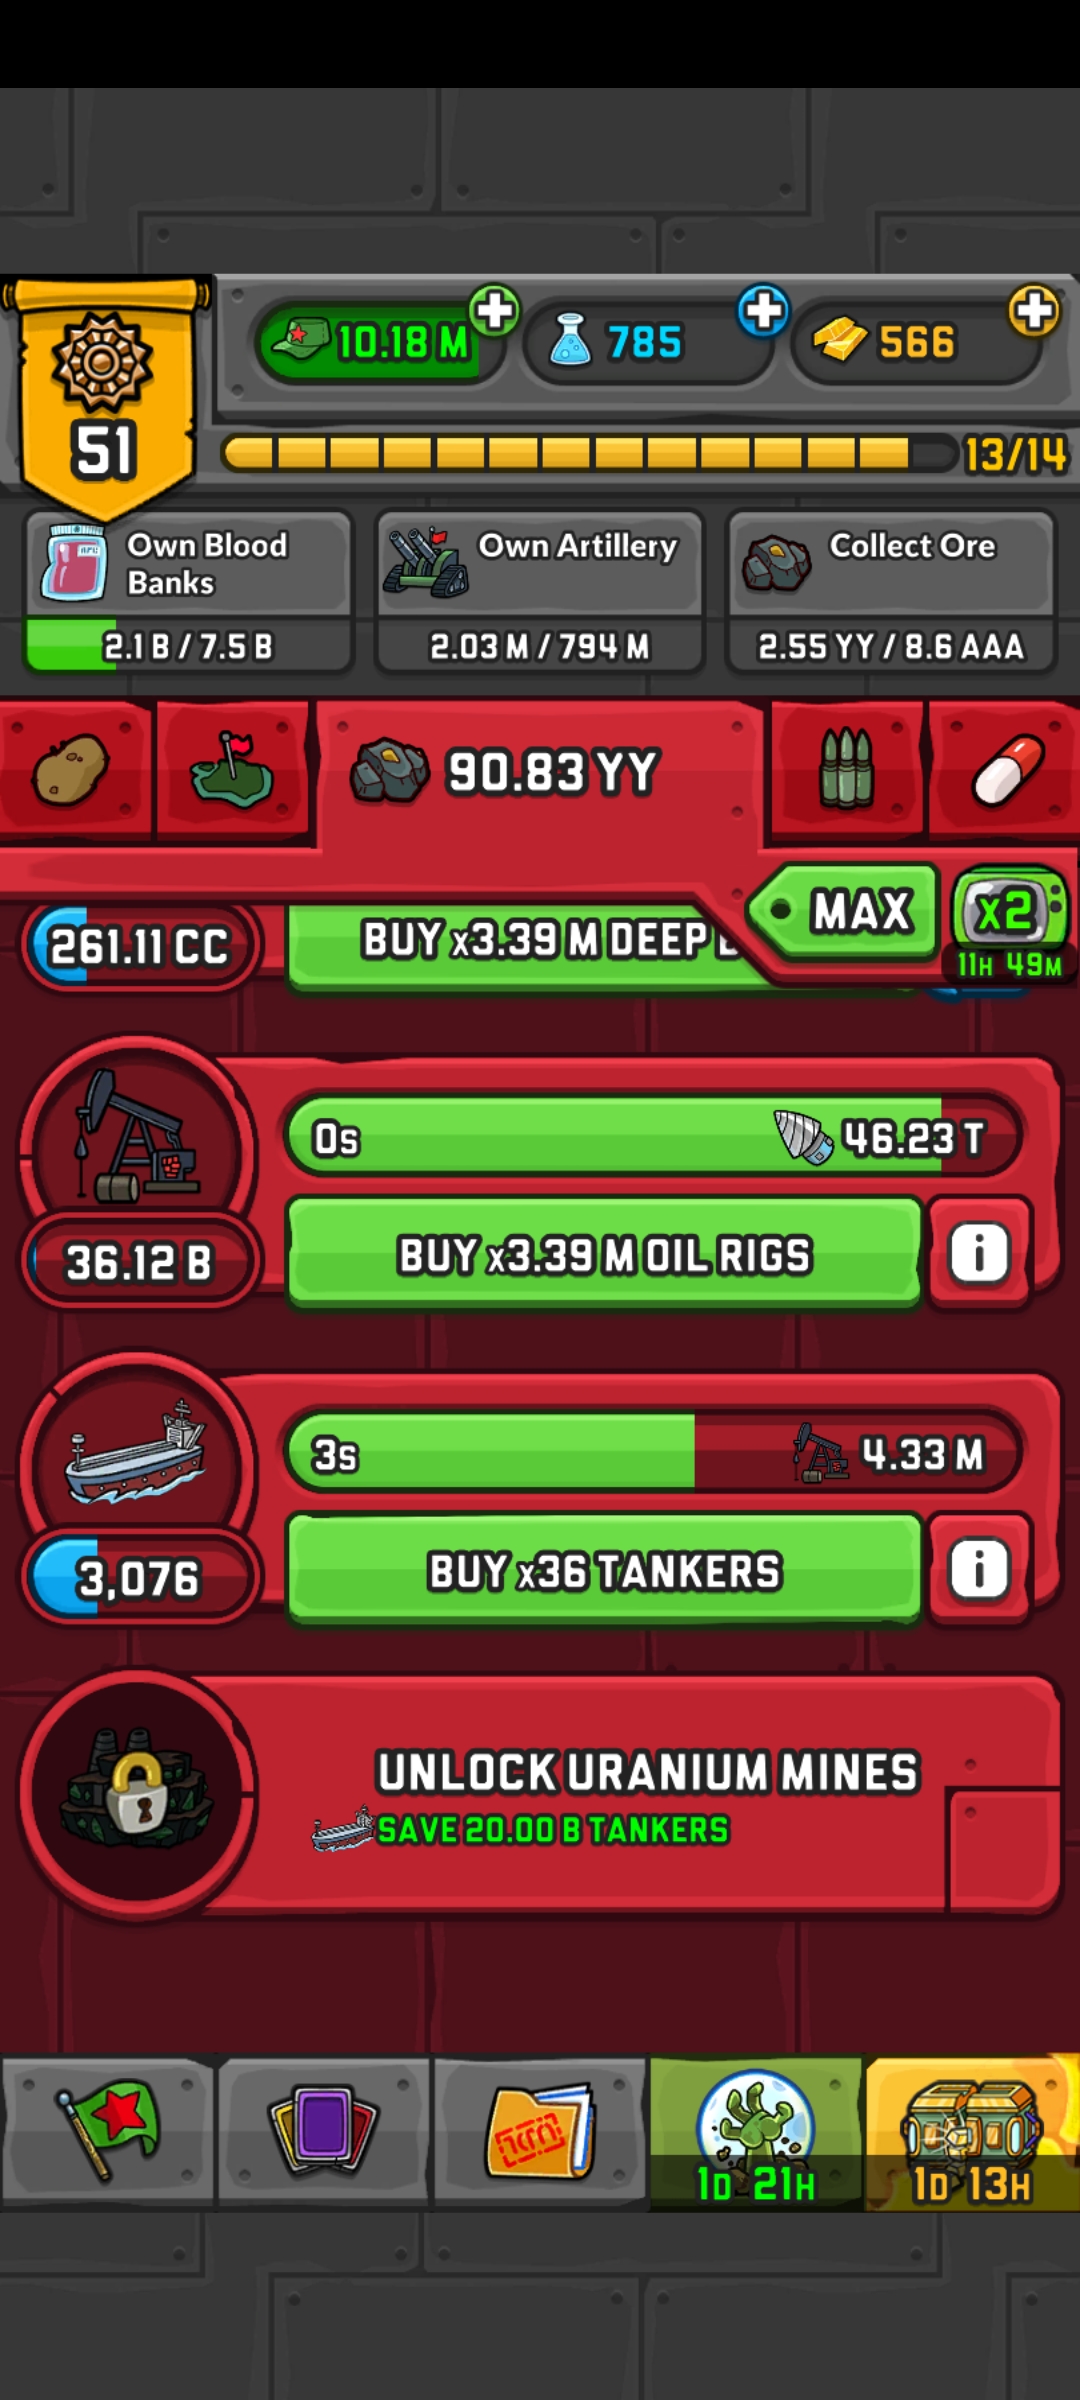 10.18 M
785
566
51
13/14
Own Blood
Banks
2.1 B / 7.5 B
Own Artillery
2.03 M / 794 M
Collect Ore
2.55 YY / 8.6 AAA
90.83 YY
MAX
x2
11H 49M
261.11 CC
BUY x3.39 M DEEP
0s
46.23 T
36.12 B
BUY x3.39 M OIL RIGS
i
3s
4.33 M
3,076
BUY x36 TANKERS
i
UNLOCK URANIUM MINES
SAVE 20.00 B TANKERS
1D 21H
1D 13H